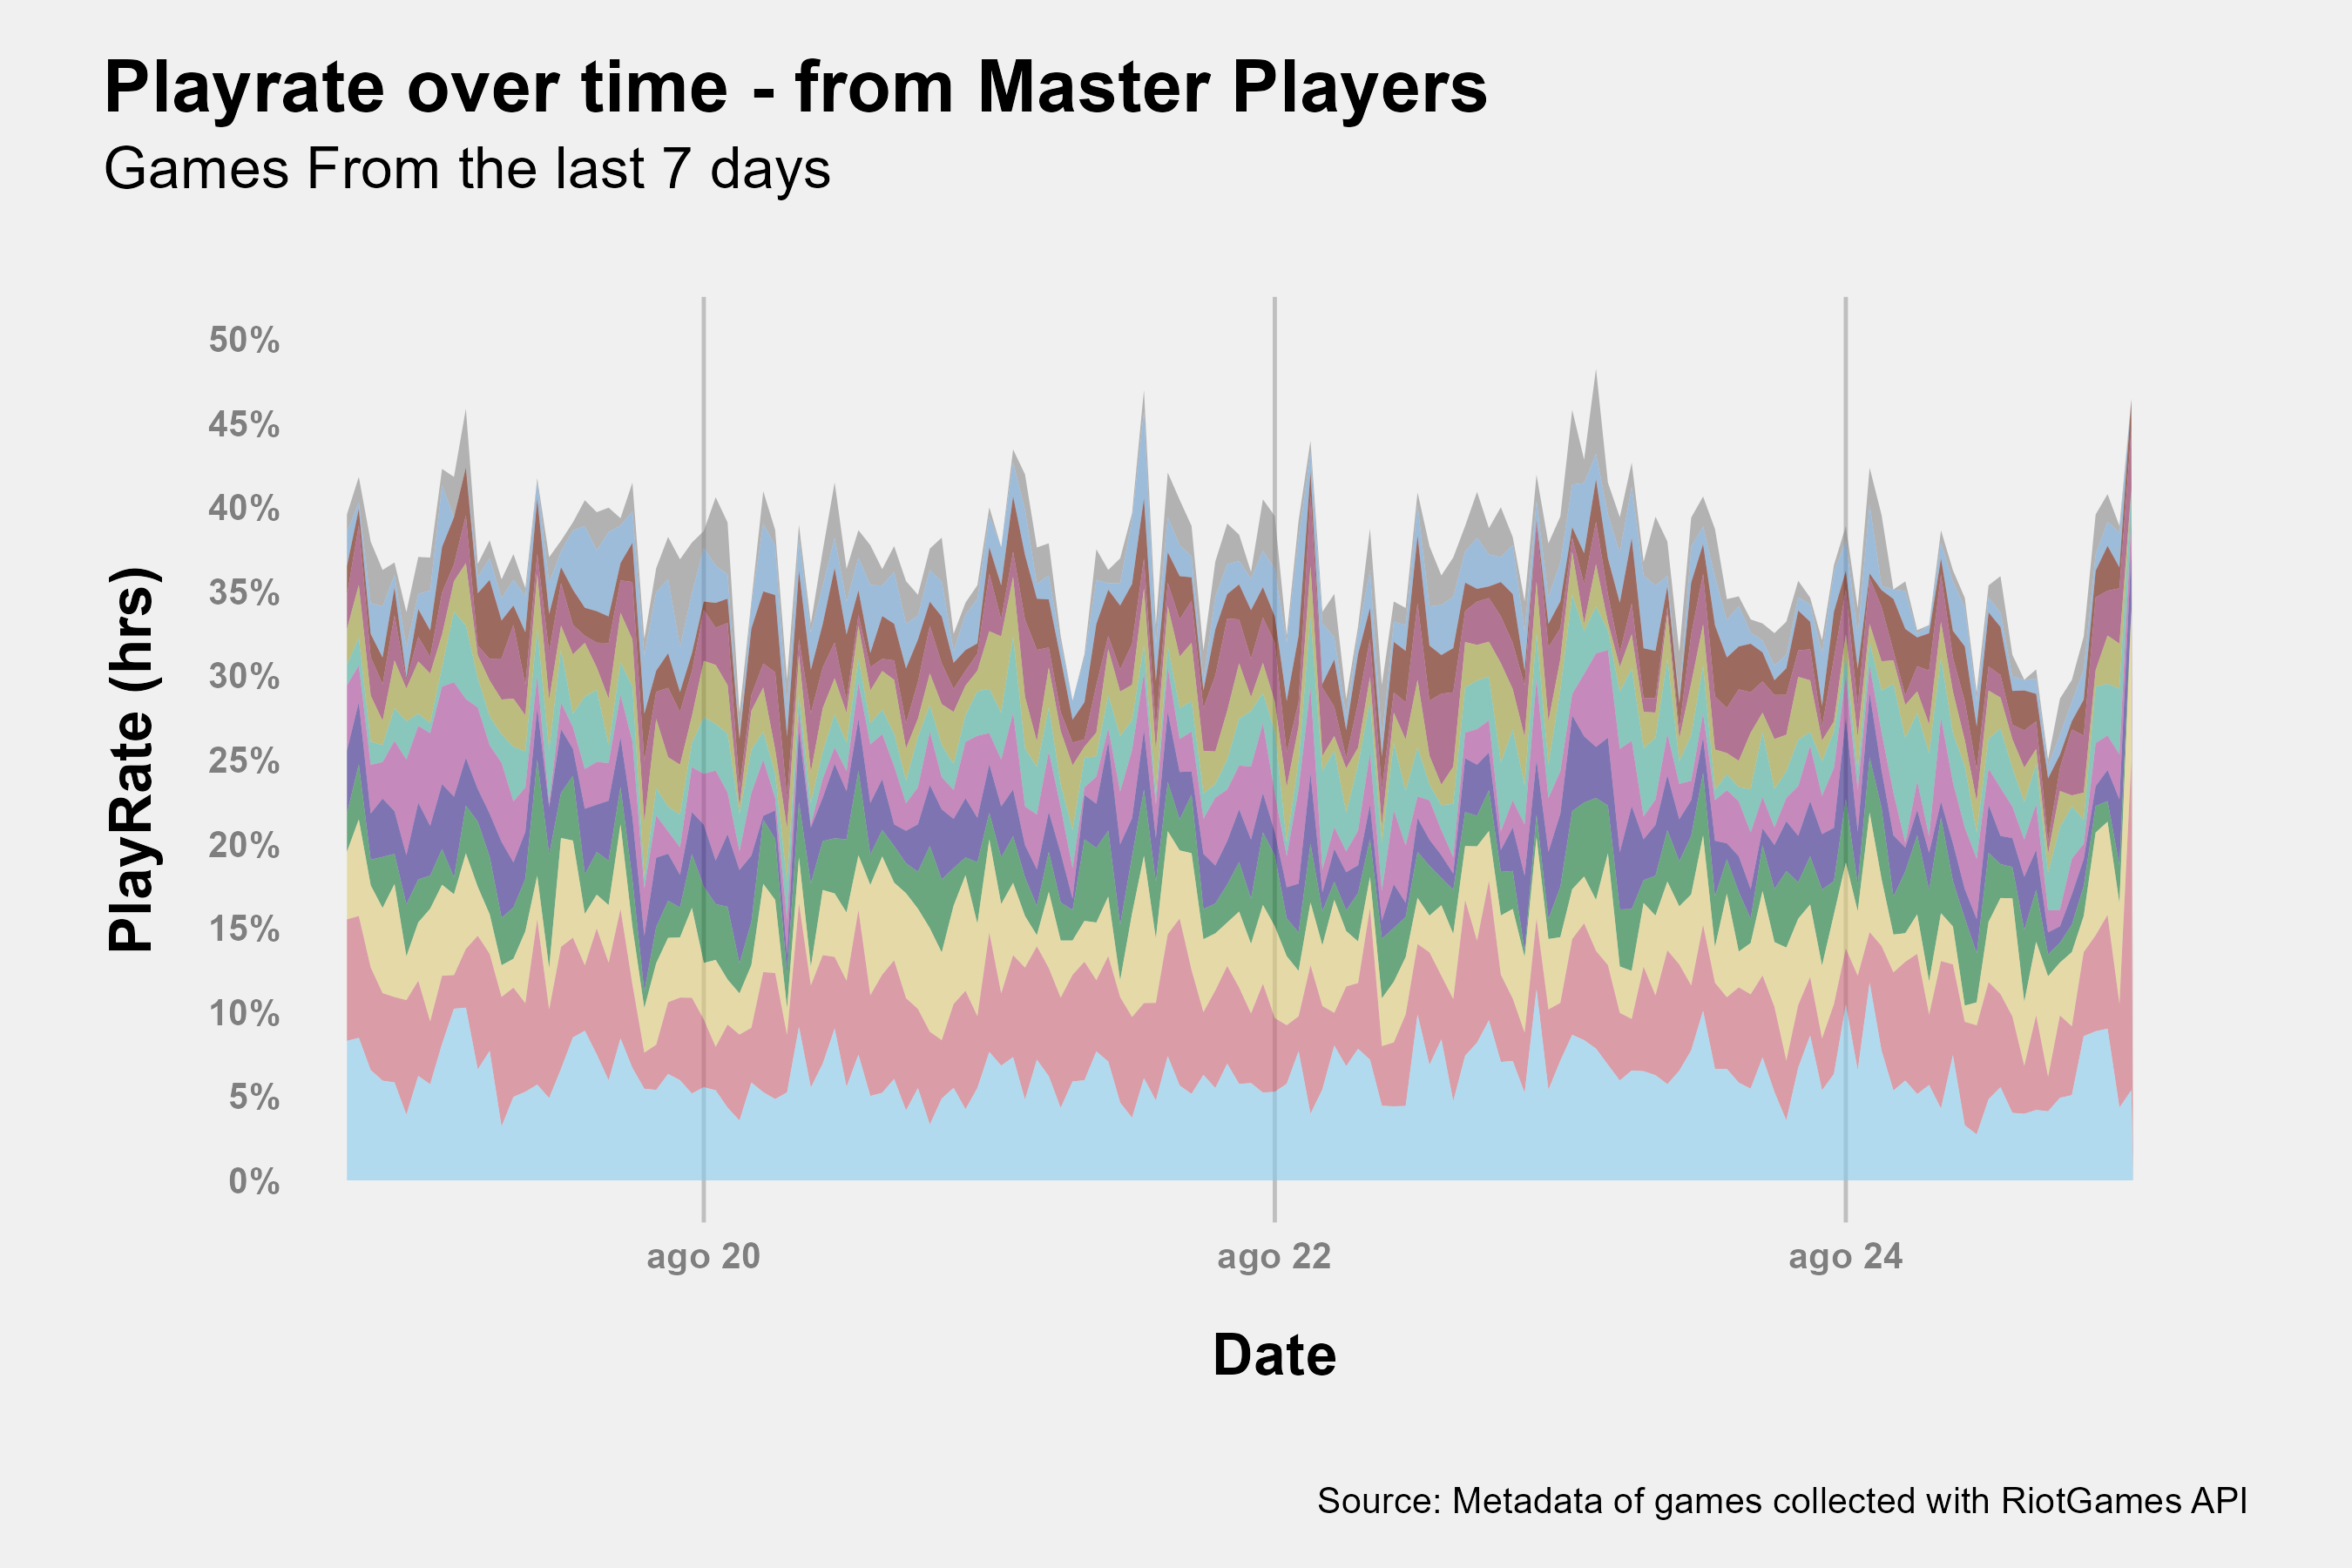 Playrate over time - from Master Players
Games From the last 7 days
50%
45%
40%
35%
30%
25%
20%
15%
10%
5%
0%
PlayRate (hrs)
ago 20
ago 22
ago 24
Date
Source: Metadata of games collected with RiotGames API